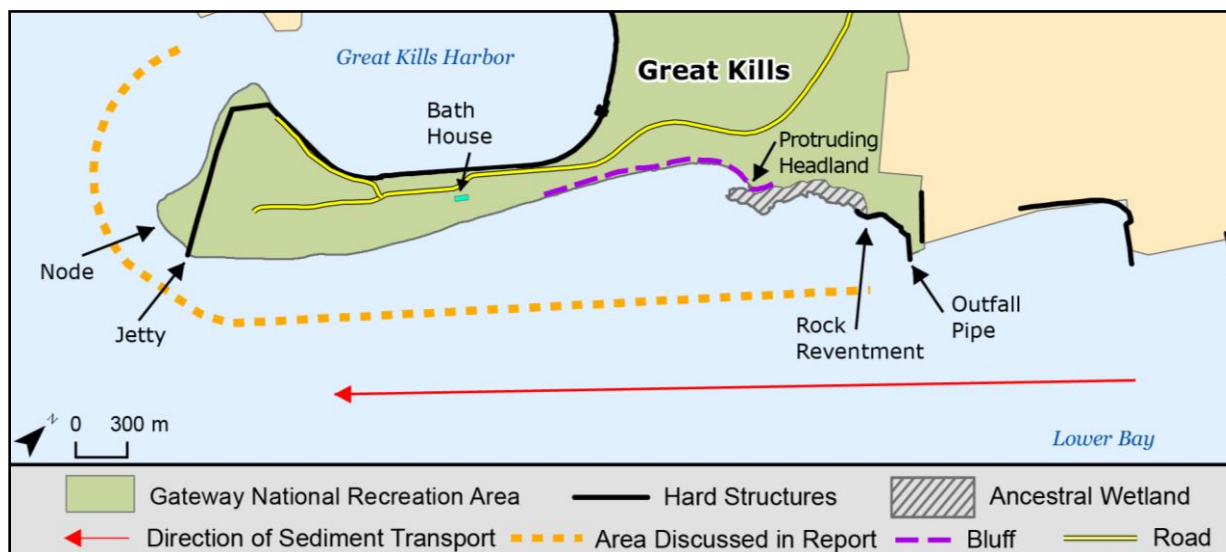 Great Kills Harbor
Great Kills
Bath
House
Protruding
Headland
Node
Jetty
Rock
Reventment
Outfall
Pipe
N
0 300 m
Lower Bay
Gateway National Recreation Area
Hard Structures
Ancestral Wetland
Direction of Sediment Transport
Area Discussed in Report
Bluff
Road